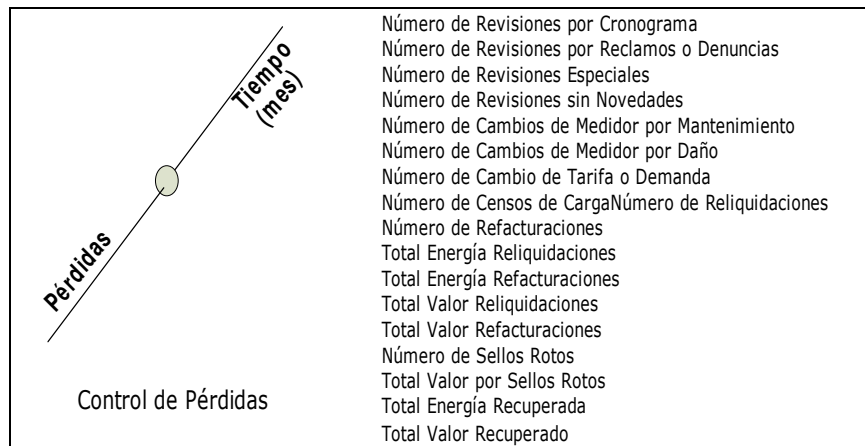 Tiempo
(mes)
Pérdidas
Control de Pérdidas
Número de Revisiones por Cronograma
Número de Revisiones por Reclamos o Denuncias
Número de Revisiones Especiales
Número de Revisiones sin Novedades
Número de Cambios de Medidor por Mantenimiento
Número de Cambios de Medidor por Daño
Número de Cambio de Tarifa o Demanda
Número de Censos de CargaNúmero de Reliquidaciones
Número de Refacturaciones
Total Energía Reliquidaciones
Total Energía Refacturaciones
Total Valor Reliquidaciones
Total Valor Refacturaciones
Número de Sellos Rotos
Total Valor por Sellos Rotos
Total Energía Recuperada
Total Valor Recuperado